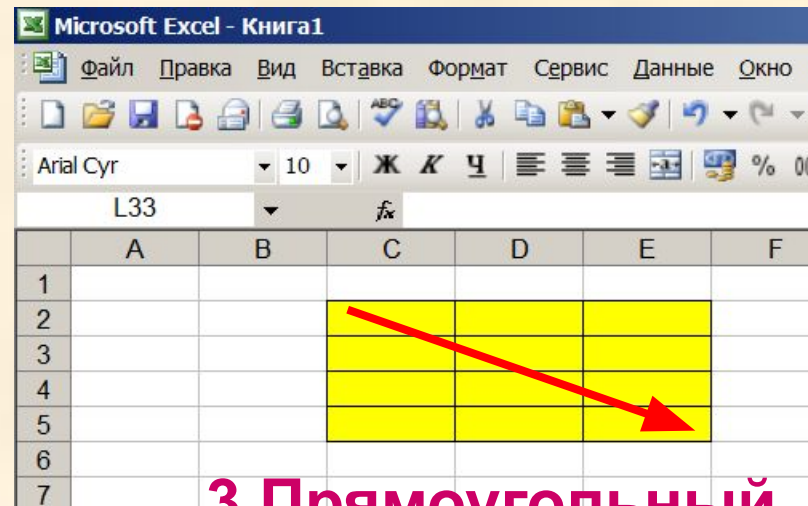 Microsoft Excel - Книга1
Файл Правка Вид Вставка Формат Сервис Данные Окно
ABC
Arial Cyr 10 Ж К Ч -a- %
L33 fx
A B C D E F
1
2
3
4
5
6
7
3 Прямоугольный